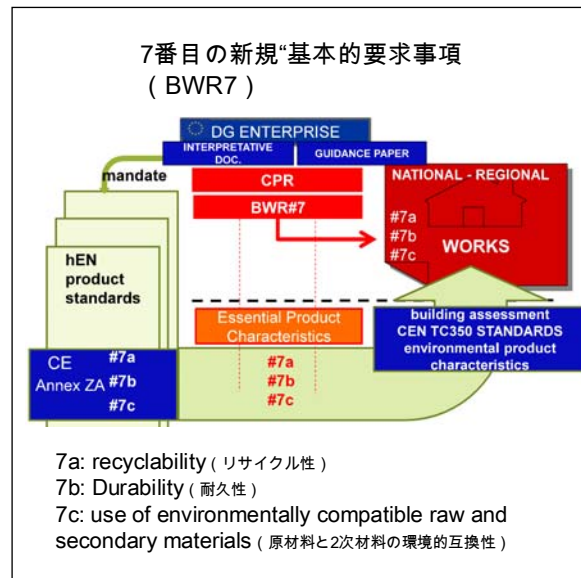 7番目の新規“基本的要求事項
（BWR7）
DG ENTERPRISE
INTERPRETATIVE
DOC.
GUIDANCE PAPER
mandate
CPR
BWR#7
NATIONAL - REGIONAL
#7a
#7b
#7c
WORKS
hEN
product
standards
Essential Product
Characteristics
building assessment
CEN TC350 STANDARDS
environmental product
characteristics
CE
Annex ZA
#7a
#7b
#7c
#7a
#7b
#7c
7a: recyclability（リサイクル性）
7b: Durability（耐久性）
7c: use of environmentally compatible raw and
secondary materials（原材料と2次材料の環境的互換性）